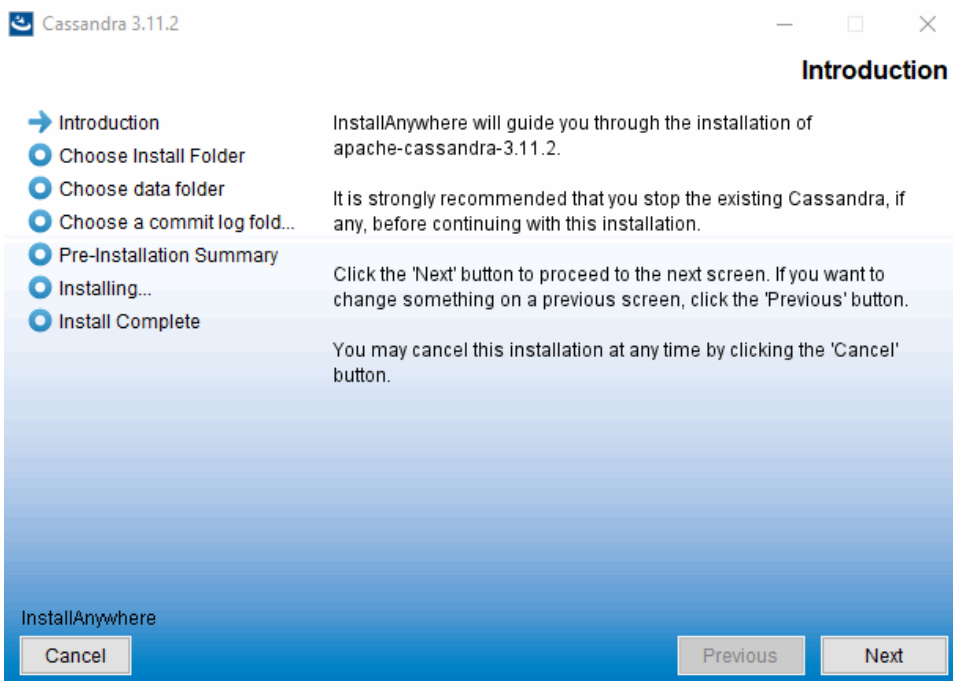 Cassandra 3.11.2
Introduction
Introduction
Choose Install Folder
Choose data folder
Choose a commit log fold...
Pre-Installation Summary
Installing...
Install Complete
InstallAnywhere will guide you through the installation of
apache-cassandra-3.11.2.
It is strongly recommended that you stop the existing Cassandra, if
any, before continuing with this installation.
Click the 'Next' button to proceed to the next screen. If you want to
change something on a previous screen, click the 'Previous' button.
You may cancel this installation at any time by clicking the 'Cancel'
button.
InstallAnywhere
Cancel
Previous
Next